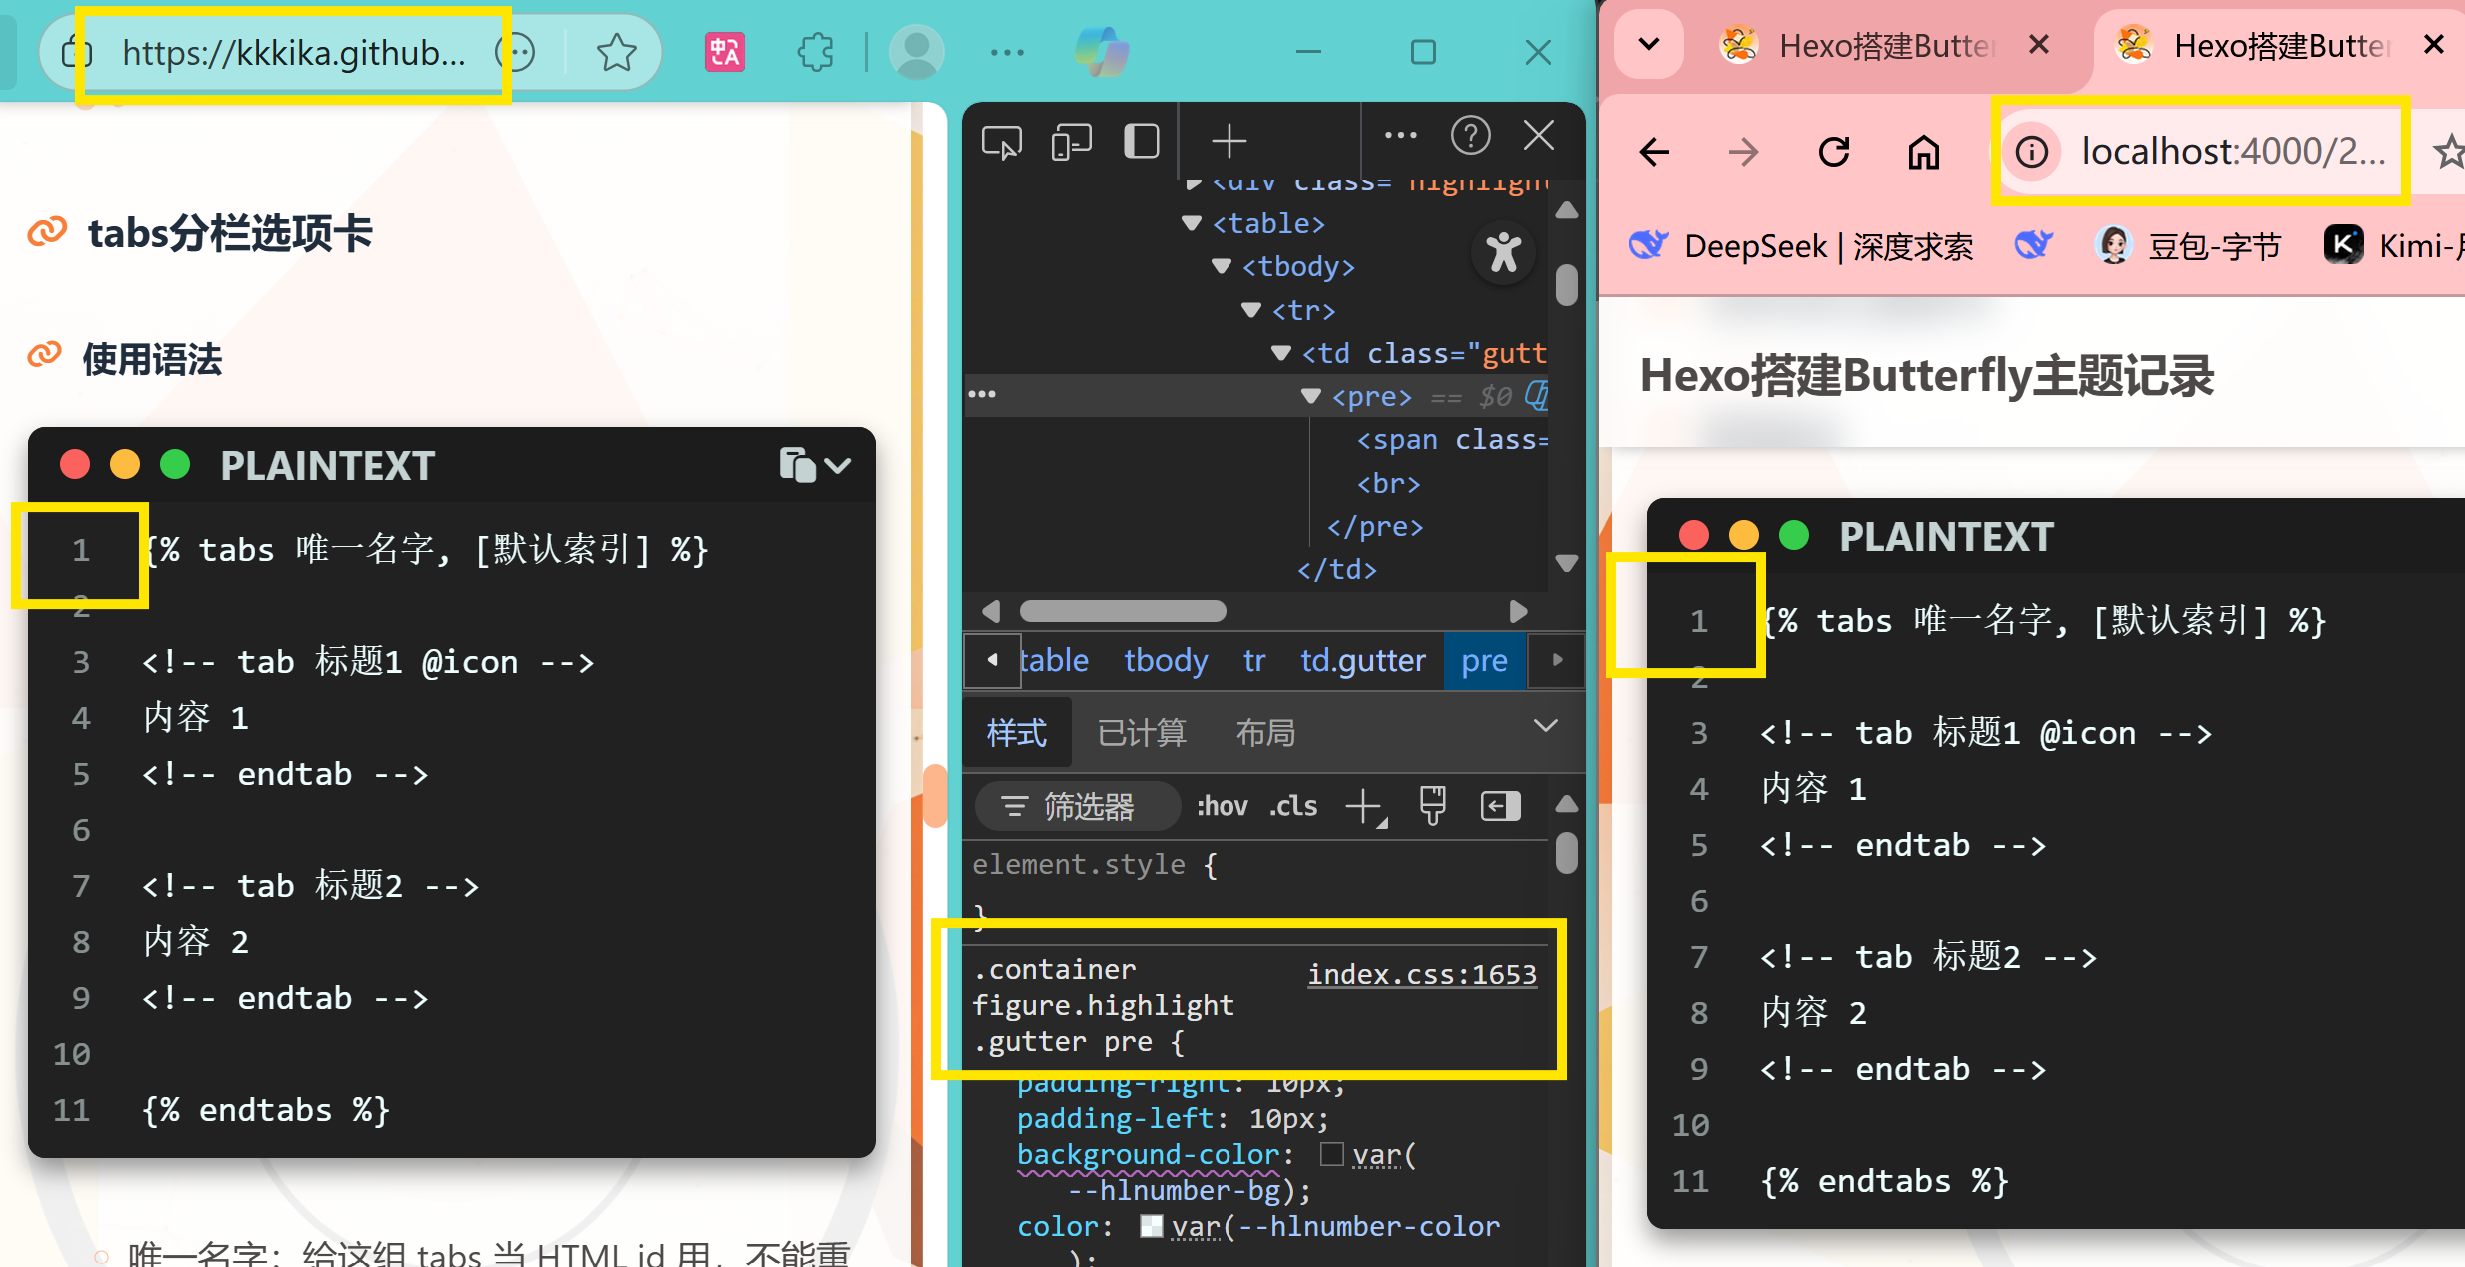 https://kkkikagithub...
tabs分栏选项卡
使用语法
PLAINTEXT
1 {% tabs 唯一名字, [默认索引] %}
2
3 <!-- tab 标题1 @icon -->
4 内容 1
5 <!-- endtab -->
6
7 <!-- tab 标题2 -->
8 内容 2
9 <!-- endtab -->
10
11 {% endtabs %}
唯一名字：给这组 tabs 当 HTML id 用，不能重
<div class="highlight
<table>
<tbody>
<tr>
<td class="gutt
<pre> == $0
<span class=
<br>
</pre>
</td>
table tbody tr td.gutter pre
样式 已计算 布局
筛选器 :hov .cls
element.style {
}
.container index.css:1653
figure.highlight
.gutter pre {
padding-right: 10px;
padding-left: 10px;
background-color: var(
--hlnumber-bg);
color: var(--hlnumber-color
);
Hexo搭建Butter Hexo搭建Butter
localhost:4000/2...
DeepSeek | 深度求索 豆包-字节 Kimi-月
Hexo搭建Butterfly主题记录
PLAINTEXT
1 {% tabs 唯一名字, [默认索引] %}
2
3 <!-- tab 标题1 @icon -->
4 内容 1
5 <!-- endtab -->
6
7 <!-- tab 标题2 -->
8 内容 2
9 <!-- endtab -->
10
11 {% endtabs %}